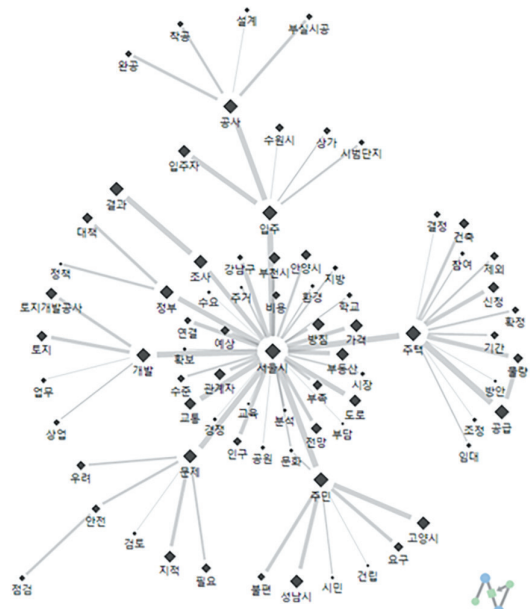 설계
부실시공
착공
완공
공사
수원시
상가
시범단지
입주자
입주
결과
대책
정책
조사
강남구
부천시
안양시
지방
결정
건축
참여
제외
신청
확정
정부
수요
주거
비용
환경
학교
토지개발공사
연결
예상
방침
가격
주택
기간
물량
토지
개발
확보
서울시
부동산
시장
방안
업무
수준
관계자
부족
공급
상업
교통
경정
교육
분석
도로
부담
조정
임대
인구
공원
문화
전망
우려
문제
주민
안전
검토
지적
필요
고양시
요구
점검
불편
성남시
시민
건립